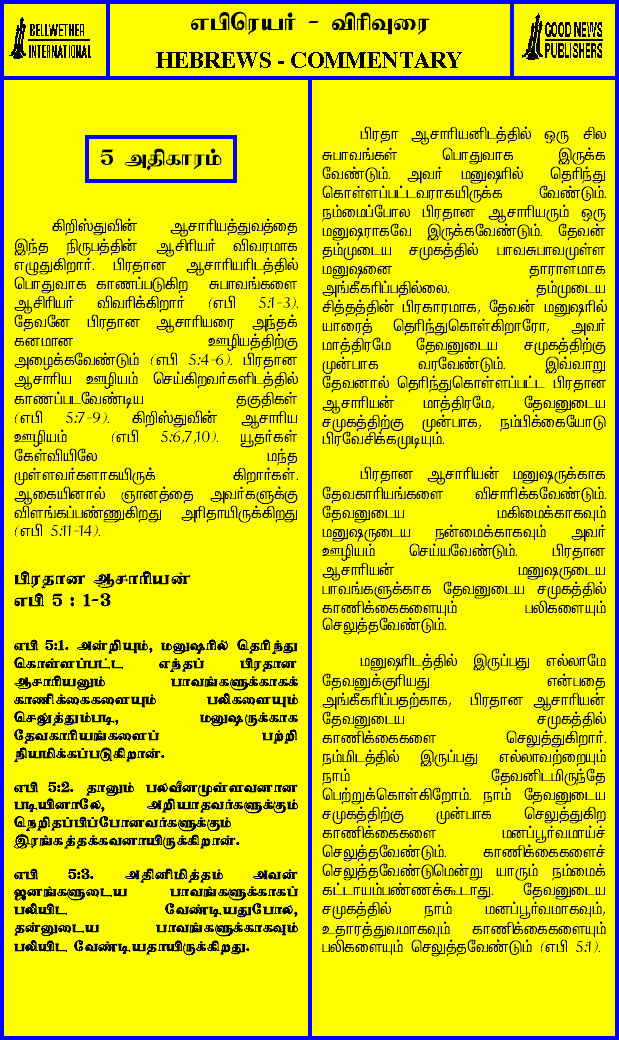 BELLWETHER
INTERNATIONAL
எபிரெயர் - விரிவுரை
HEBREWS - COMMENTARY
GOOD NEWS
PUBLISHERS
5 அதிகாரம்
கிறிஸ்துவின் ஆசாரியத்துவத்தை
இந்த நிருபத்தின் ஆசிரியர் விவரமாக
எழுதுகிறார். பிரதான ஆசாரியரிடத்தில்
பொதுவாக காணப்படுகிற சுபாவங்களை
ஆசிரியர் விவரிக்கிறார் (எபி 5:1-3).
தேவனே பிரதான ஆசாரியரை அந்தக்
கனமான ஊழியத்திற்கு
அழைக்கவேண்டும் (எபி 5:4-6). பிரதான
ஆசாரிய ஊழியம் செய்கிறவர்களிடத்தில்
காணப்படவேண்டிய தகுதிகள்
(எபி 5:7-9). கிறிஸ்துவின் ஆசாரிய
ஊழியம் (எபி 5:6,7,10). யூதர்கள்
கேள்வியிலே மந்த
முள்ளவர்களாகயிருக் கிறார்கள்.
ஆகையினால் ஞானத்தை அவர்களுக்கு
விளங்கப்பண்ணுகிறது அரிதாயிருக்கிறது
(எபி 5:11-14).
பிரதான ஆசாரியன்
எபி 5 : 1-3
எபி 5:1. அன்றியும், மனுஷரில் தெரிந்து
கொள்ளப்பட்ட எந்தப் பிரதான
ஆசாரியனும் பாவங்களுக்காகக்
காணிக்கைகளையும் பலிகளையும்
செலுத்தும்படி, மனுஷருக்காக
தேவகாரியங்களைப் பற்றி
நியமிக்கப்படுகிறான்.
எபி 5:2. தானும் பலவீனமுள்ளவனான
படியினாலே, அறியாதவர்களுக்கும்
நெறிதப்பிப்போனவர்களுக்கும்
இரங்கத்தக்கவனாயிருக்கிறான்.
எபி 5:3. அதினிமித்தம் அவன்
ஜனங்களுடைய பாவங்களுக்காகப்
பலியிட வேண்டியதுபோல,
தன்னுடைய பாவங்களுக்காகவும்
பலியிட வேண்டியதாயிருக்கிறது.
பிரதா ஆசாரியனிடத்தில் ஒரு சில
சுபாவங்கள் பொதுவாக இருக்க
வேண்டும். அவர் மனுஷரில் தெரிந்து
கொள்ளப்பட்டவராகயிருக்க வேண்டும்.
நம்மைப்போல பிரதான ஆசாரியரும் ஒரு
மனுஷராகவே இருக்கவேண்டும். தேவன்
தம்முடைய சமுகத்தில் பாவசுபாவமுள்ள
மனுஷனை தாராளமாக
அங்கீகரிப்பதில்லை. தம்முடைய
சித்தத்தின் பிரகாரமாக, தேவன் மனுஷரில்
யாரைத் தெரிந்துகொள்கிறாரோ, அவர்
மாத்திரமே தேவனுடைய சமுகத்திற்கு
முன்பாக வரவேண்டும். இவ்வாறு
தேவனால் தெரிந்துகொள்ளப்பட்ட பிரதான
ஆசாரியன் மாத்திரமே, தேவனுடைய
சமுகத்திற்கு முன்பாக, நம்பிக்கையோடு
பிரவேசிக்கமுடியும்.
பிரதான ஆசாரியன் மனுஷருக்காக
தேவகாரியங்களை விசாரிக்கவேண்டும்.
தேவனுடைய மகிமைக்காகவும்
மனுஷருடைய நன்மைக்காகவும் அவர்
ஊழியம் செய்யவேண்டும். பிரதான
ஆசாரியன் மனுஷருடைய
பாவங்களுக்காக தேவனுடைய சமுகத்தில்
காணிக்கைகளையும் பலிகளையும்
செலுத்தவேண்டும்.
மனுஷரிடத்தில் இருப்பது எல்லாமே
தேவனுக்குரியது என்பதை
அங்கீகரிப்பதற்காக, பிரதான ஆசாரியன்
தேவனுடைய சமுகத்தில்
காணிக்கைகளை செலுத்துகிறார்.
நம்மிடத்தில் இருப்பது எல்லாவற்றையும்
நாம் தேவனிடமிருந்தே
பெற்றுக்கொள்கிறோம். நாம் தேவனுடைய
சமுகத்திற்கு முன்பாக செலுத்துகிற
காணிக்கைகளை மனப்பூர்வமாய்ச்
செலுத்தவேண்டும். காணிக்கைகளைச்
செலுத்தவேண்டுமென்று யாரும் நம்மைக்
கட்டாயம்பண்ணக்கூடாது. தேவனுடைய
சமுகத்தில் நாம் மனப்பூர்வமாகவும்,
உதாரத்துவமாகவும் காணிக்கைகளையும்
பலிகளையும் செலுத்தவேண்டும் (எபி 5:1).